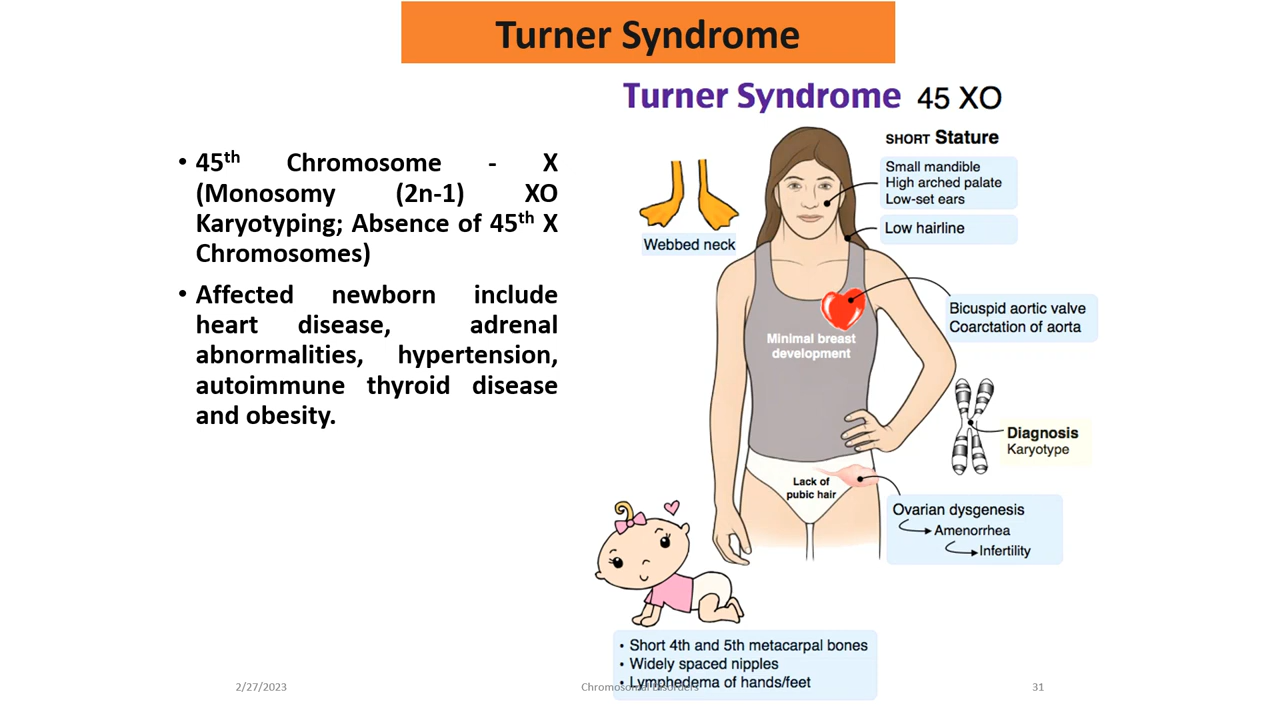 Turner Syndrome
• 45th Chromosome - X
(Monosomy (2n-1) XO
Karyotyping; Absence of 45th X
Chromosomes)
• Affected newborn include
heart disease, adrenal
abnormalities, hypertension,
autoimmune thyroid disease
and obesity.
Turner Syndrome 45 XO
SHORT Stature
Small mandible
High arched palate
Low-set ears
Low hairline
Webbed neck
Bicuspid aortic valve
Coarctation of aorta
Minimal breast
development
Diagnosis
Karyotype
Lack of
pubic hair
Ovarian dysgenesis
Amenorrhea
Infertility
• Short 4th and 5th metacarpal bones
• Widely spaced nipples
• Lymphedema of hands/feet
2/27/2023
Chromosomal Disorders
31